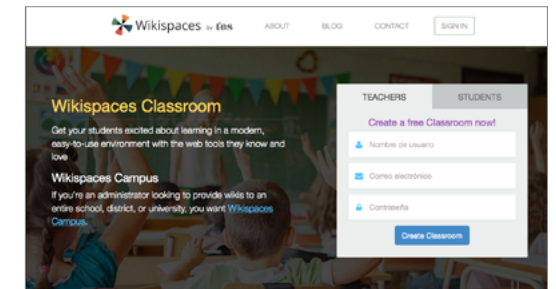 Wikispaces by tes
ABOUT
BLOG
CONTACT
SIGN IN
Wikispaces Classroom
Get your students excited about learning in a modern,
easy-to-use environment with the web tools they know and
love
Wikispaces Campus
If you're an administrator looking to provide wikis to an
entire school, district, or university, you want Wikispaces
Campus.
TEACHERS
STUDENTS
Create a free Classroom now!
Nombre de usuario
Correo electrónico
Contraseña
Create Classroom